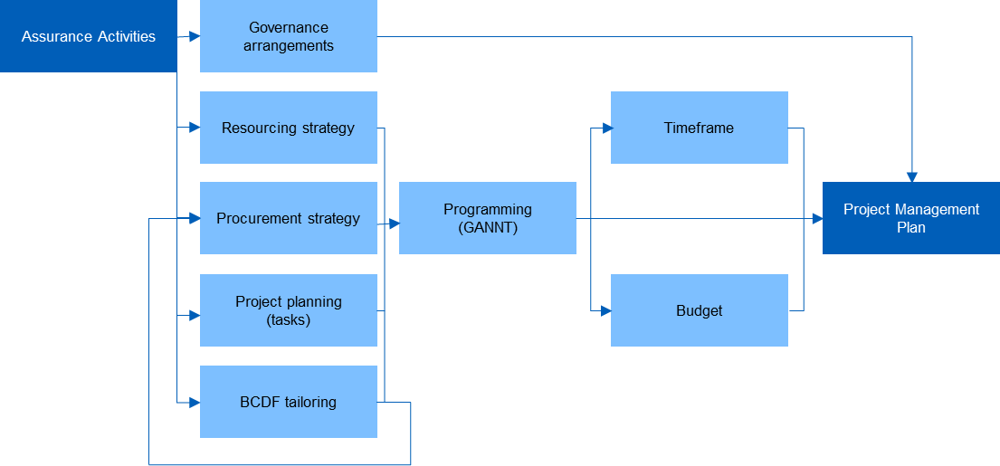 Assurance Activities
Governance
arrangements
Resourcing strategy
Timeframe
Procurement strategy
Programming
(GANNT)
Project Management
Plan
Project planning
(tasks)
Budget
BCDF tailoring